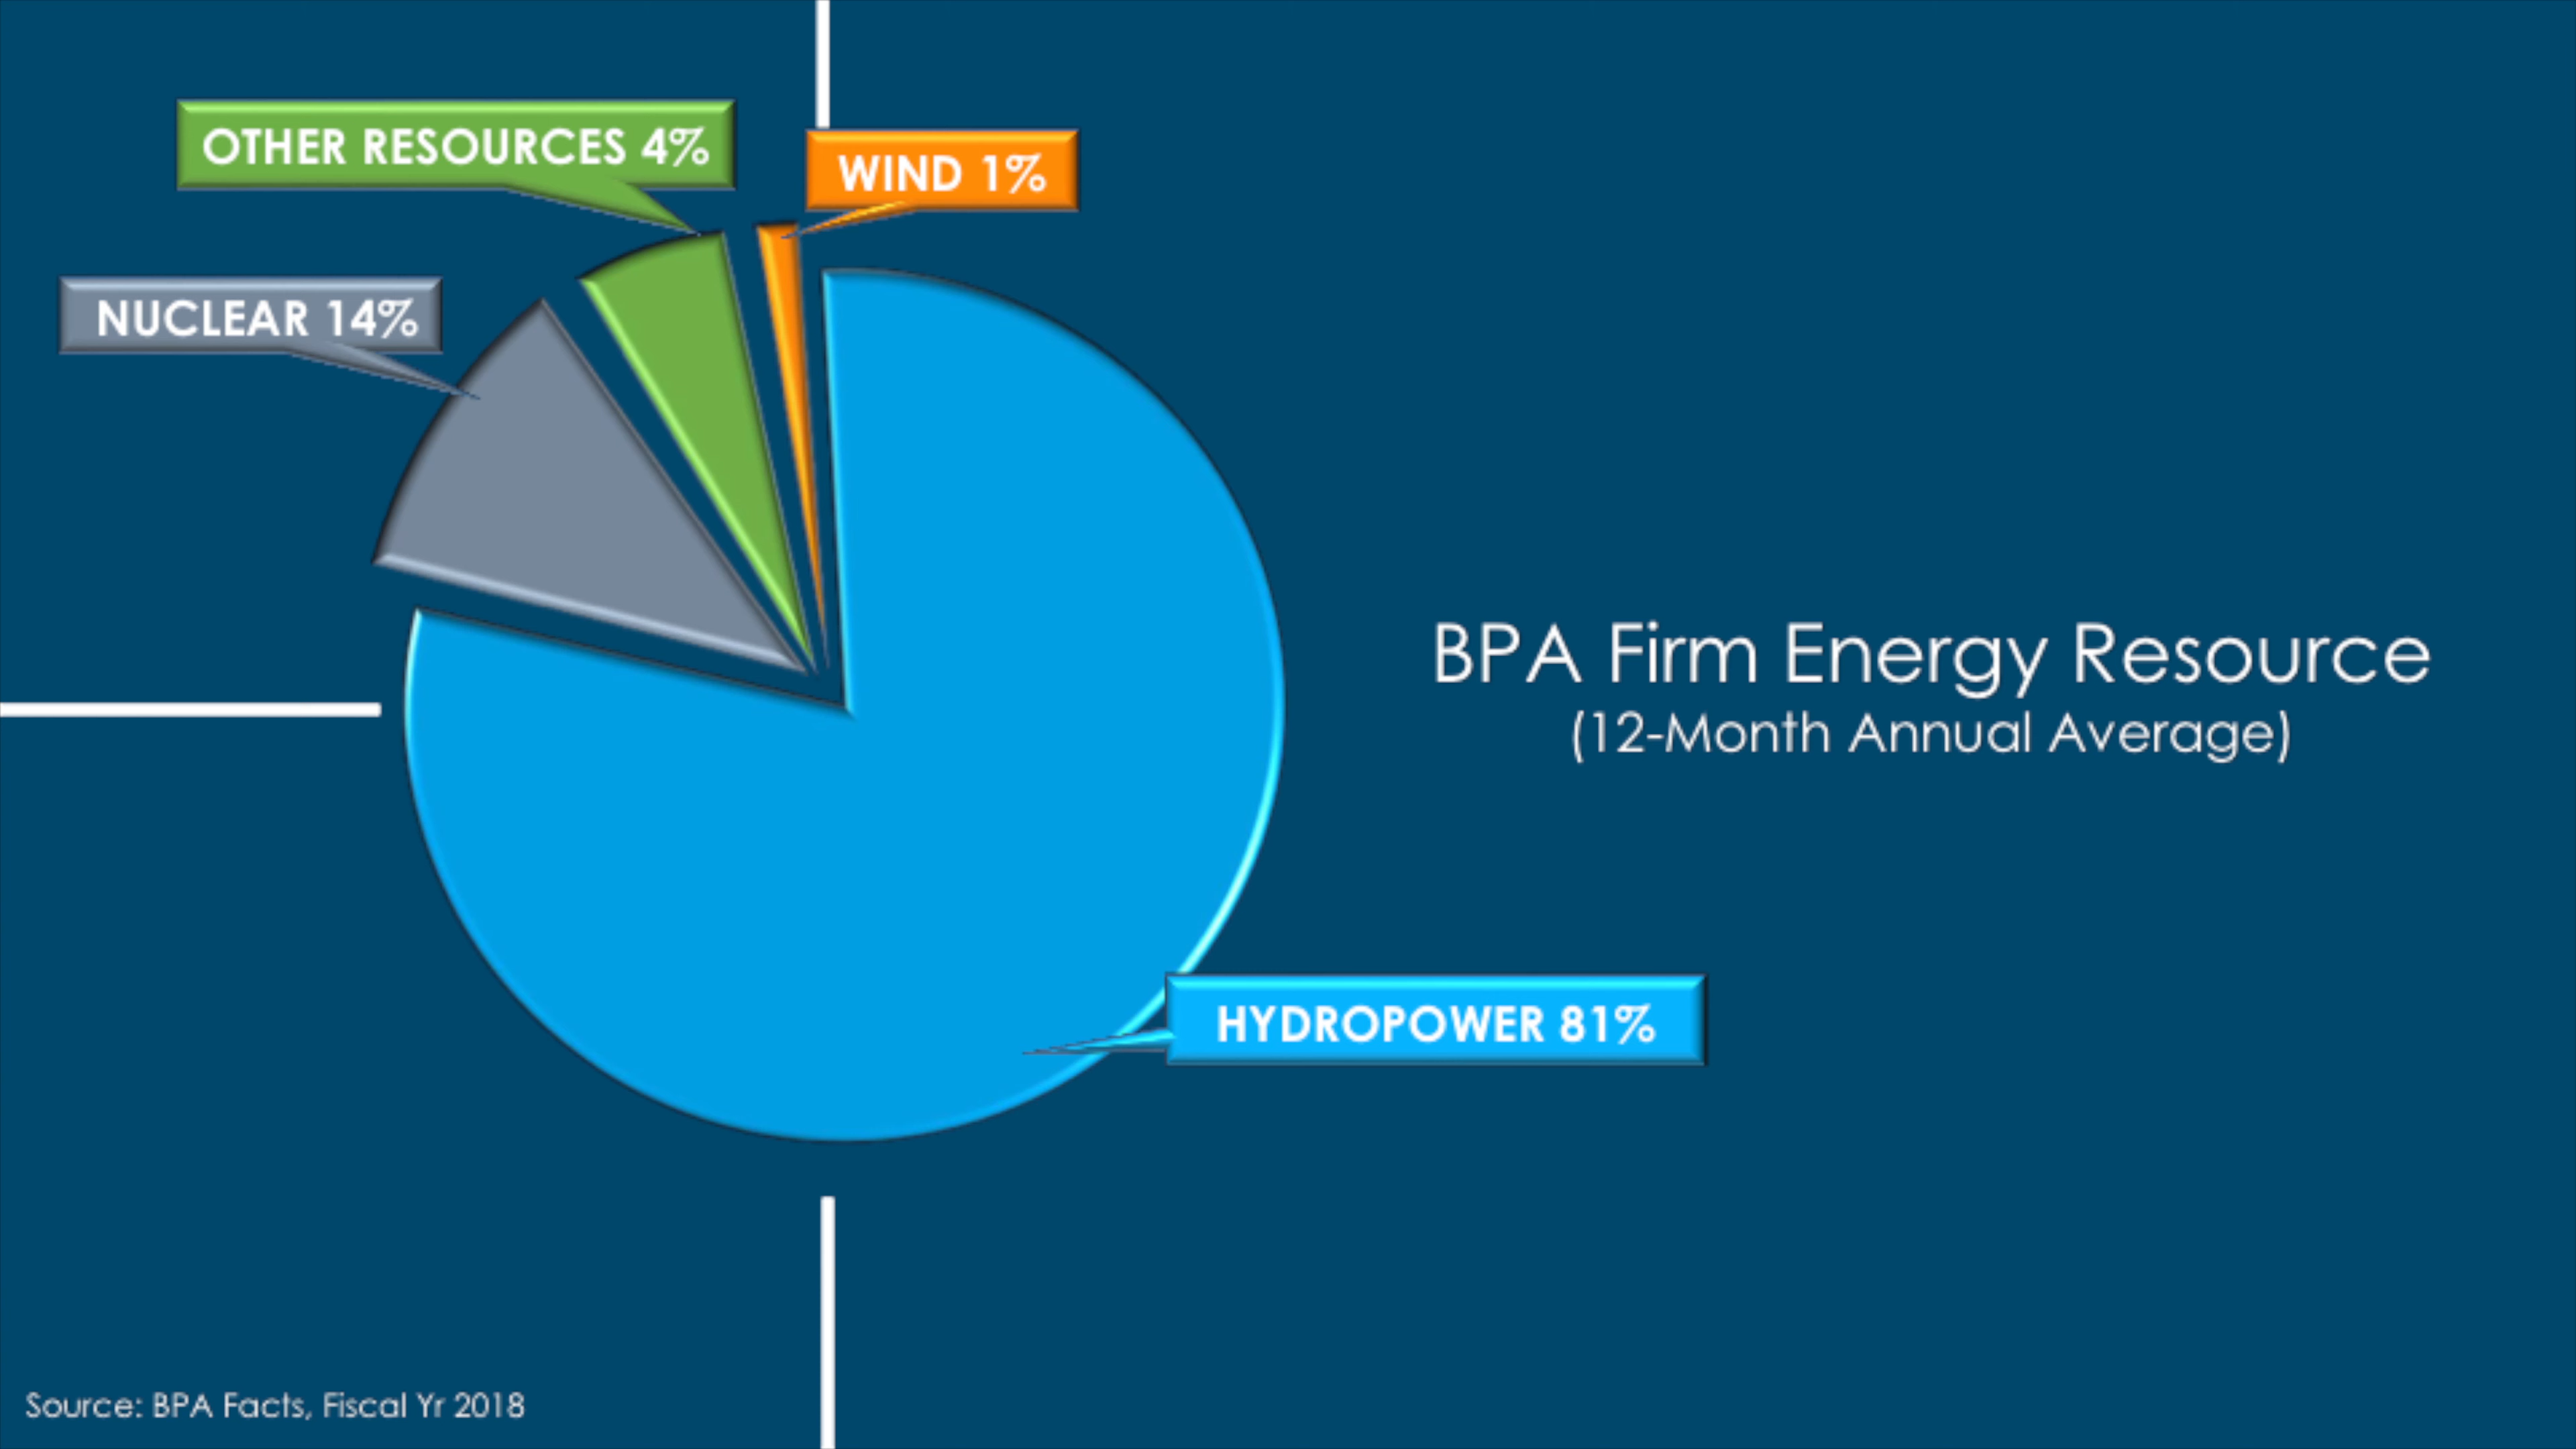 OTHER RESOURCES 4%
WIND 1%
NUCLEAR 14%
BPA Firm Energy Resource
(12-Month Annual Average)
HYDROPOWER 81%
Source: BPA Facts, Fiscal Yr 2018